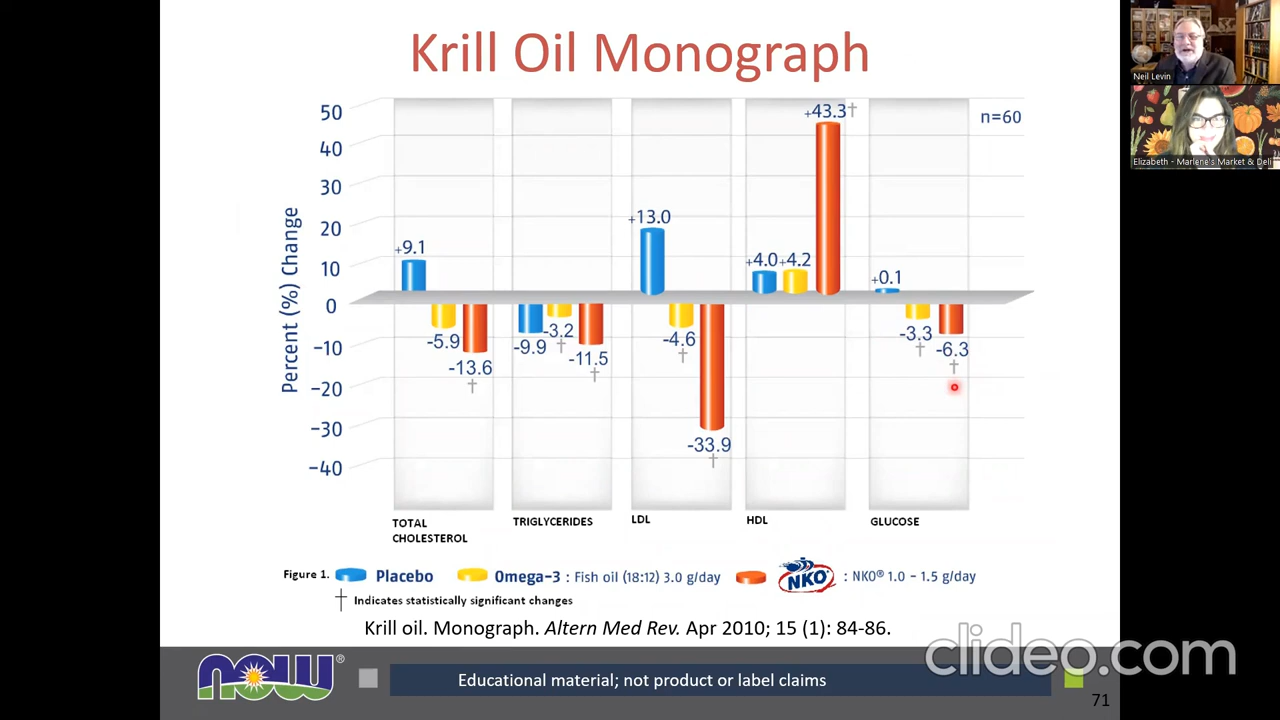 Krill Oil Monograph
Neil Levin
Elizabeth - Marlene's Market & Deli
n=60
Percent (%) Change
50
40
30
20
10
0
-10
-20
-30
-40
+9.1
-5.9
-13.6
†
-9.9
-3.2
†
-11.5
†
+13.0
-4.6
†
-33.9
†
+4.0
+4.2
+43.3 †
+0.1
-3.3
†
-6.3
†
TOTAL
CHOLESTEROL
TRIGLYCERIDES
LDL
HDL
GLUCOSE
Figure 1. Placebo Omega-3 : Fish oil (18:12) 3.0 g/day NKO : NKO® 1.0 - 1.5 g/day
† Indicates statistically significant changes
Krill oil. Monograph. Altern Med Rev. Apr 2010; 15 (1): 84-86.
clideo.com
NOW®
Educational material; not product or label claims
71